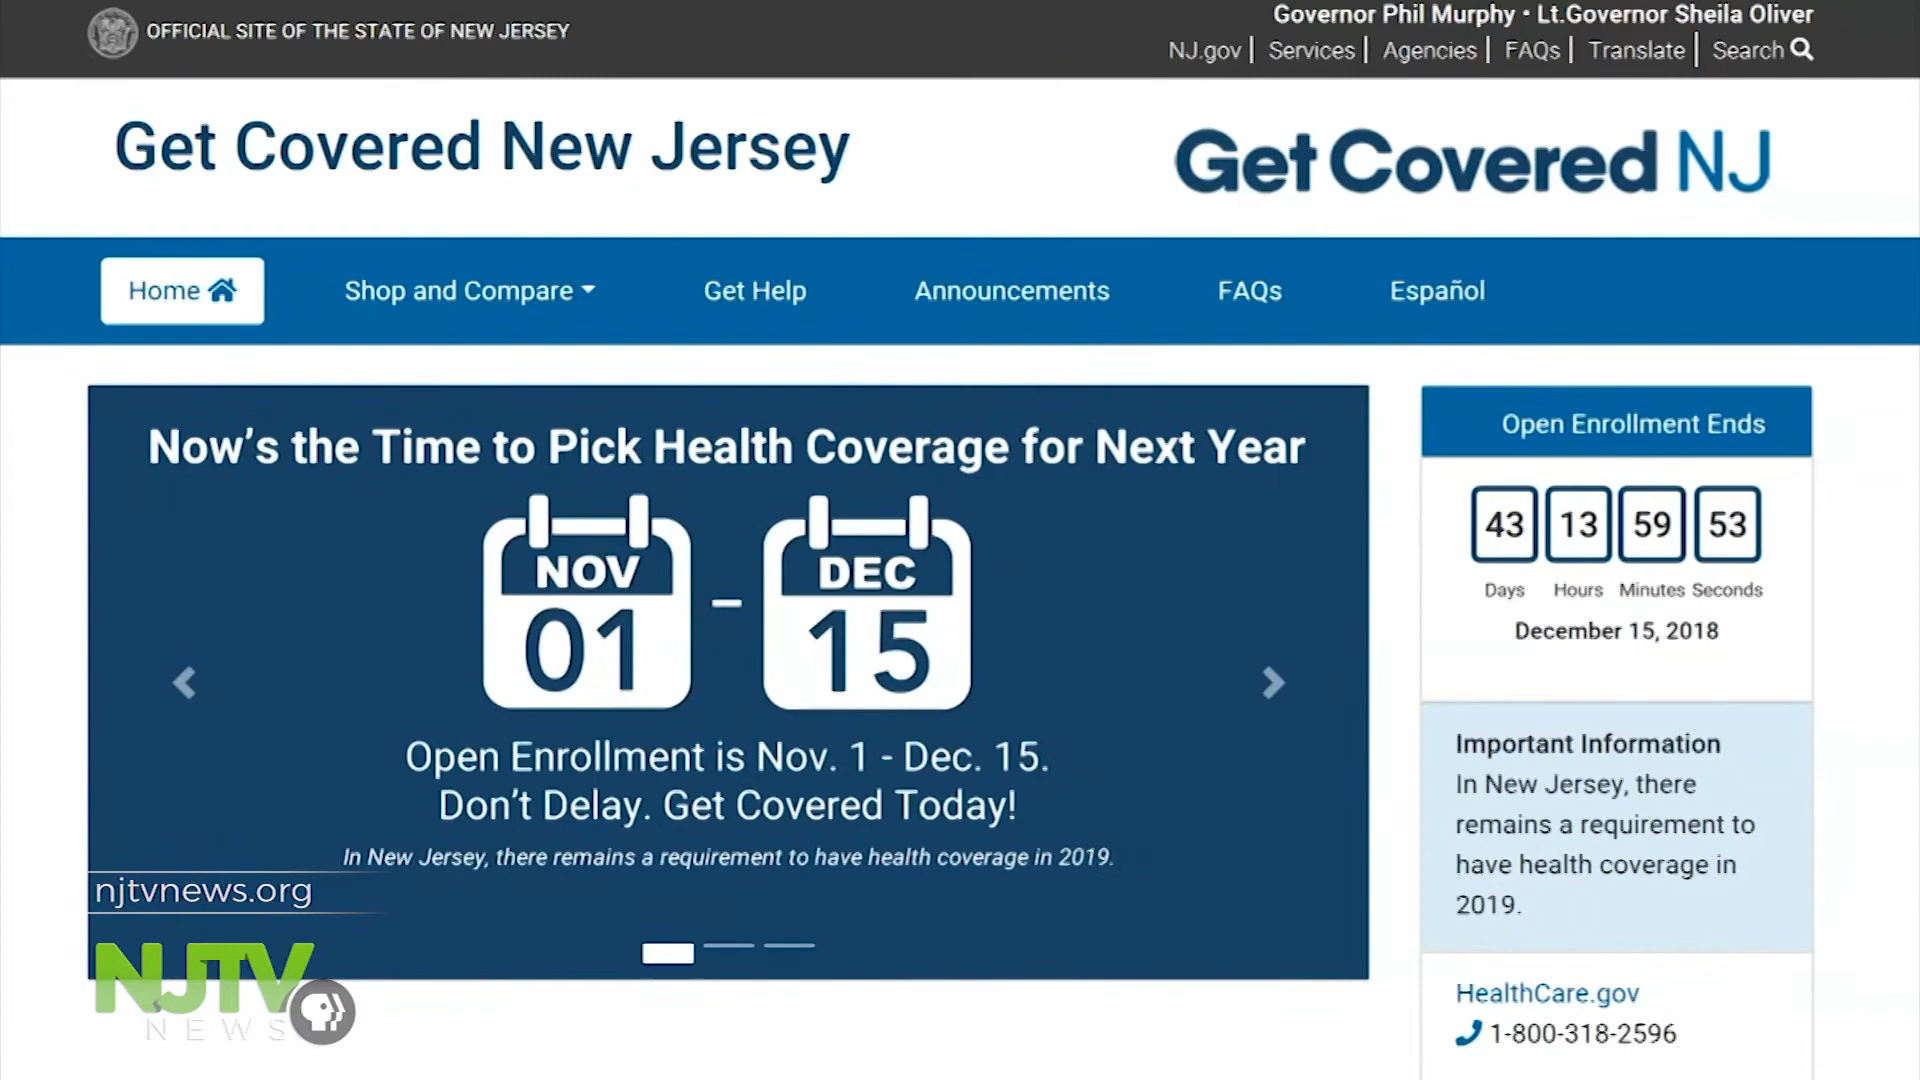 OFFICIAL SITE OF THE STATE OF NEW JERSEY
Governor Phil Murphy • Lt.Governor Sheila Oliver
NJ.gov | Services | Agencies | FAQs | Translate | Search
Get Covered New Jersey
Get Covered NJ
Home
Shop and Compare
Get Help
Announcements
FAQs
Español
Now's the Time to Pick Health Coverage for Next Year
NOV
01
-
DEC
15
Open Enrollment is Nov. 1 - Dec. 15.
Don't Delay. Get Covered Today!
In New Jersey, there remains a requirement to have health coverage in 2019.
Open Enrollment Ends
43 13 59 53
Days Hours Minutes Seconds
December 15, 2018
Important Information
In New Jersey, there
remains a requirement to
have health coverage in
2019.
HealthCare.gov
1-800-318-2596
njtvnews.org
NJTV
NEWS